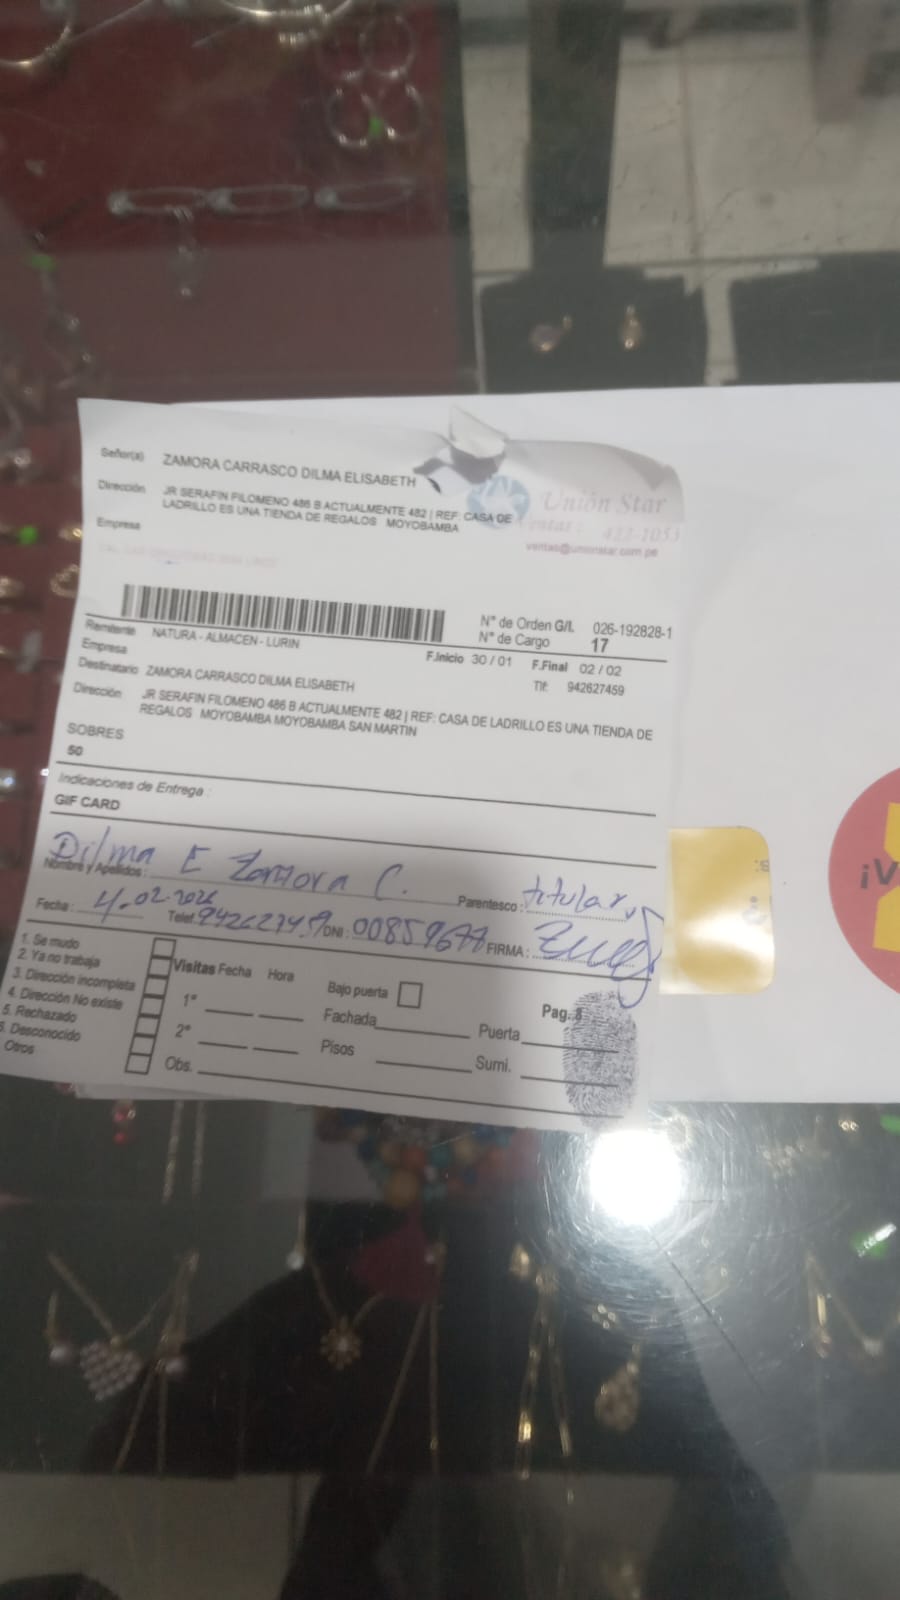 Señor(a) ZAMORA CARRASCO DILMA ELISABETH
Dirección JR SERAFIN FILOMENO 486 B ACTUALMENTE 482 | REF: CASA DE
LADRILLO ES UNA TIENDA DE REGALOS MOYOBAMBA
Empresa
Unión Star
422-1053
ventas@unionstar.com.pe
N° de Orden G/I. 026-192828-1
N° de Cargo 17
Remitente NATURA - ALMACEN - LURIN
Empresa
F.Inicio 30 / 01 F.Final 02 / 02
Destinatario ZAMORA CARRASCO DILMA ELISABETH
Tlf: 942627459
Dirección JR SERAFIN FILOMENO 486 B ACTUALMENTE 482 | REF: CASA DE LADRILLO ES UNA TIENDA DE
REGALOS MOYOBAMBA MOYOBAMBA SAN MARTIN
SOBRES
50
Indicaciones de Entrega :
GIF CARD
Nombre y Apellidos : Dilma E Zamora C. Parentesco : titular
Fecha : 4-02-2026 Telef. 942627459 DNI : 00859677 FIRMA :
1. Se mudo
2. Ya no trabaja
3. Dirección incompleta
4. Dirección No existe
5. Rechazado
6. Desconocido
Otros
Visitas Fecha Hora
1°
2°
Obs.
Bajo puerta
Fachada
Pisos
Pag. 8
Puerta
Sumi.
¡V